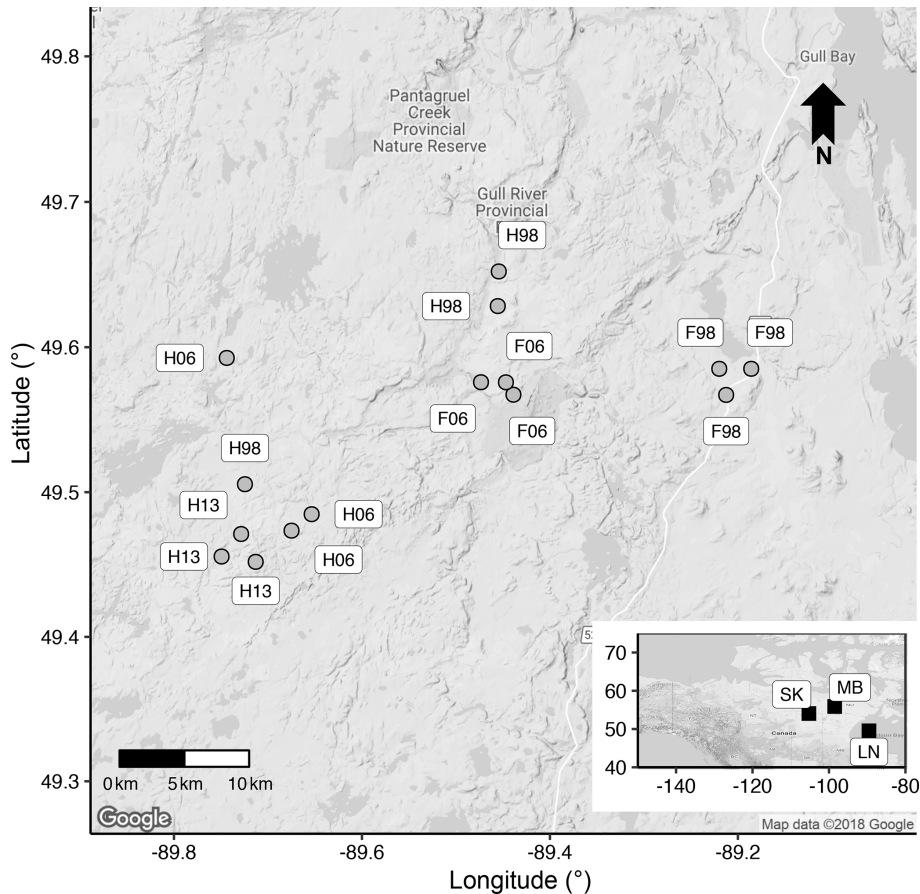 49.8
49.7
49.6
49.5
49.4
49.3
Latitude (°)
Gull Bay
N
Pantagruel
Creek
Provincial
Nature Reserve
Gull River
Provincial
H98
H98
F06
F98
F98
H06
F06
F06
F98
H98
H13
H06
H13
H06
H13
70
60
50
40
SK
MB
Canada
LN
-140
-120
-100
-80
0km
5km
10km
Google
Map data ©2018 Google
-89.8
-89.6
-89.4
-89.2
Longitude (°)